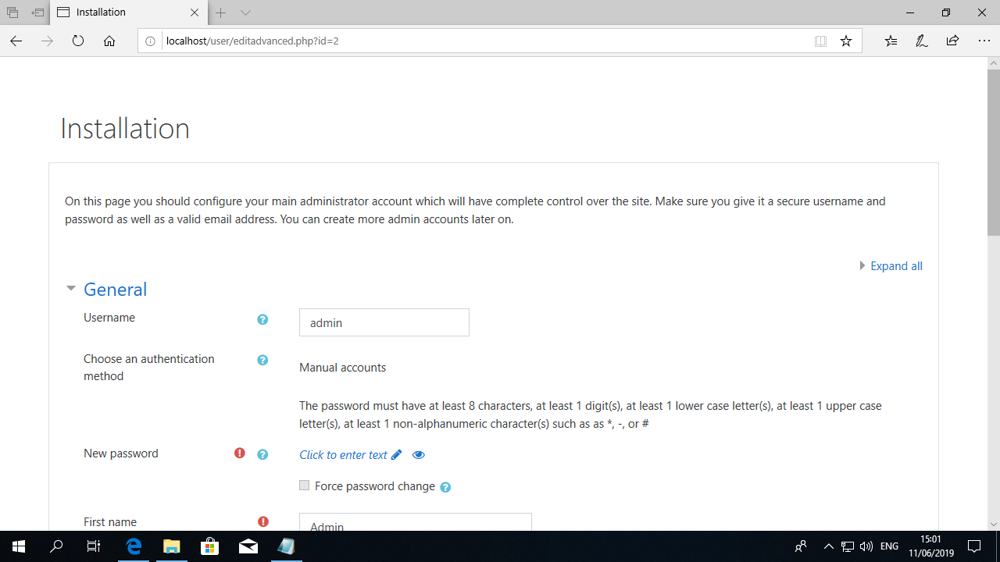 Installation
localhost/user/editadvanced.php?id=2
Installation
On this page you should configure your main administrator account which will have complete control over the site. Make sure you give it a secure username and
password as well as a valid email address. You can create more admin accounts later on.
Expand all
General
Username
admin
Choose an authentication
method
Manual accounts
The password must have at least 8 characters, at least 1 digit(s), at least 1 lower case letter(s), at least 1 upper case
letter(s), at least 1 non-alphanumeric character(s) such as as *, -, or #
New password
Click to enter text
Force password change
First name
Admin
ENG
15:01
11/06/2019